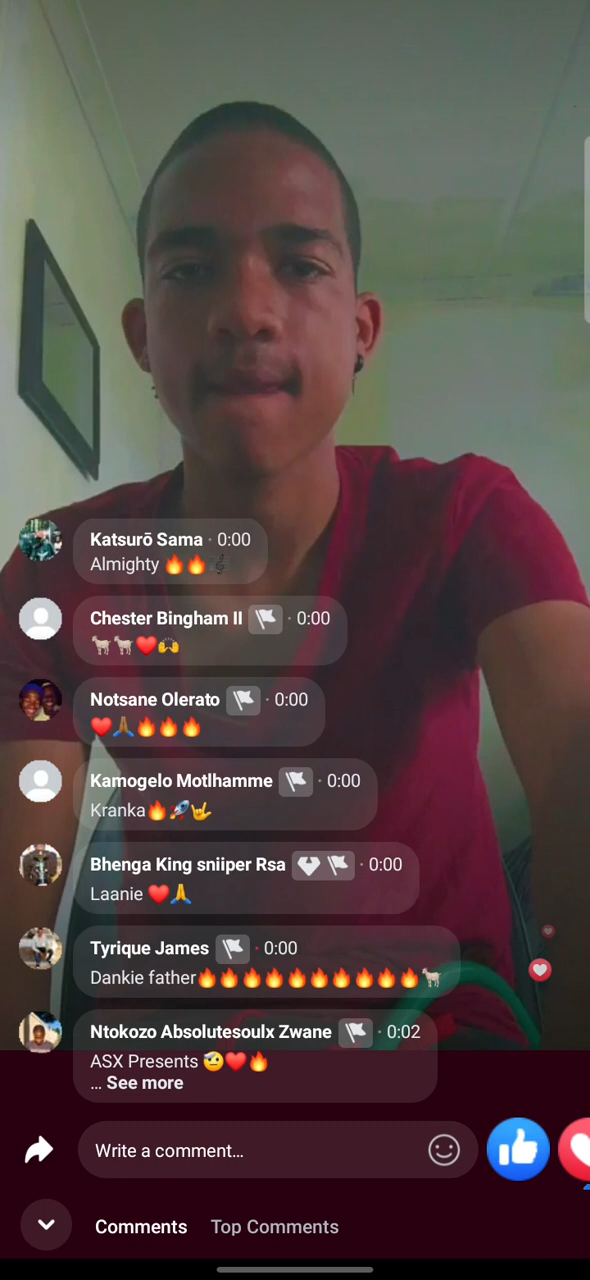 Katsurō Sama · 0:00
Almighty 🔥🔥🎼
Chester Bingham II · 0:00
🐐🐐❤️🙌
Notsane Olerato · 0:00
❤️🙏🏾🔥🔥🔥
Kamogelo Motlhamme · 0:00
Kranka🔥🚀🤟
Bhenga King sniiper Rsa · 0:00
Laanie ❤️🙏
Tyrique James · 0:00
Dankie father🔥🔥🔥🔥🔥🔥🔥🔥🔥🔥🐐
Ntokozo Absolutesoulx Zwane · 0:02
ASX Presents 🤕❤️🔥
... See more
Write a comment...
Comments Top Comments